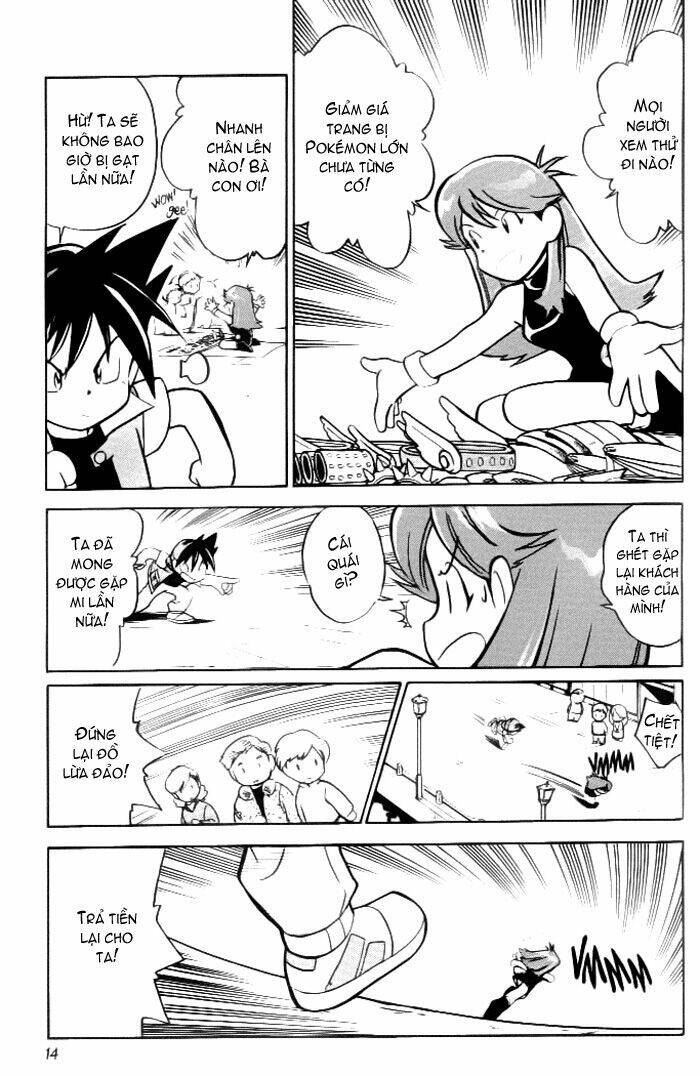 Mọi
người
xem thử
đi nào!
Giảm giá
trang bị
Pokémon lớn
chưa từng
có!
Nhanh
chân lên
nào! Bà
con ơi!
Wow!
gee!
Hừ! Ta sẽ
không bao
giờ bị gạt
lần nữa!
Ta thì
ghét gặp
lại khách
hàng của
mình!
Cái
quái
gì?
Ta đã
mong
được gặp
mi lần
nữa!
Chết
tiệt!
VMMM
Đúng
lại đồ
lừa đảo!
VMMM
Trả tiền
lại cho
ta!
14